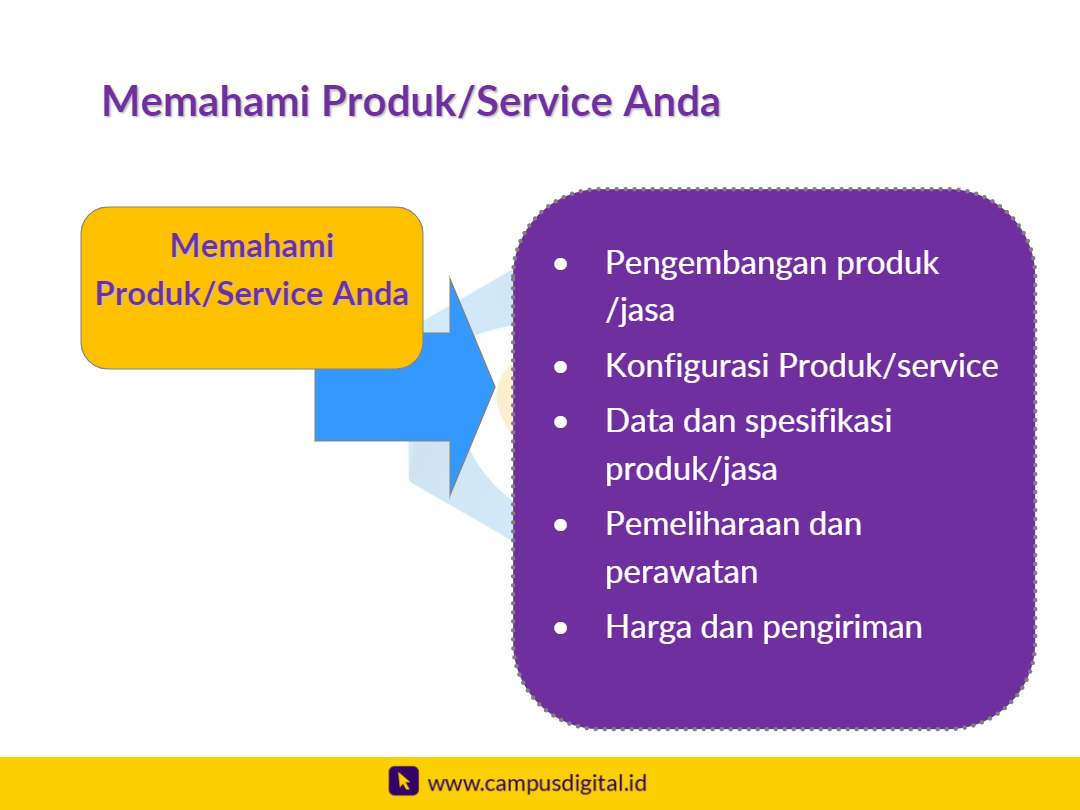 Memahami Produk/Service Anda
Memahami
Produk/Service Anda
• Pengembangan produk
/jasa
• Konfigurasi Produk/service
• Data dan spesifikasi
produk/jasa
• Pemeliharaan dan
perawatan
• Harga dan pengiriman
www.campusdigital.id